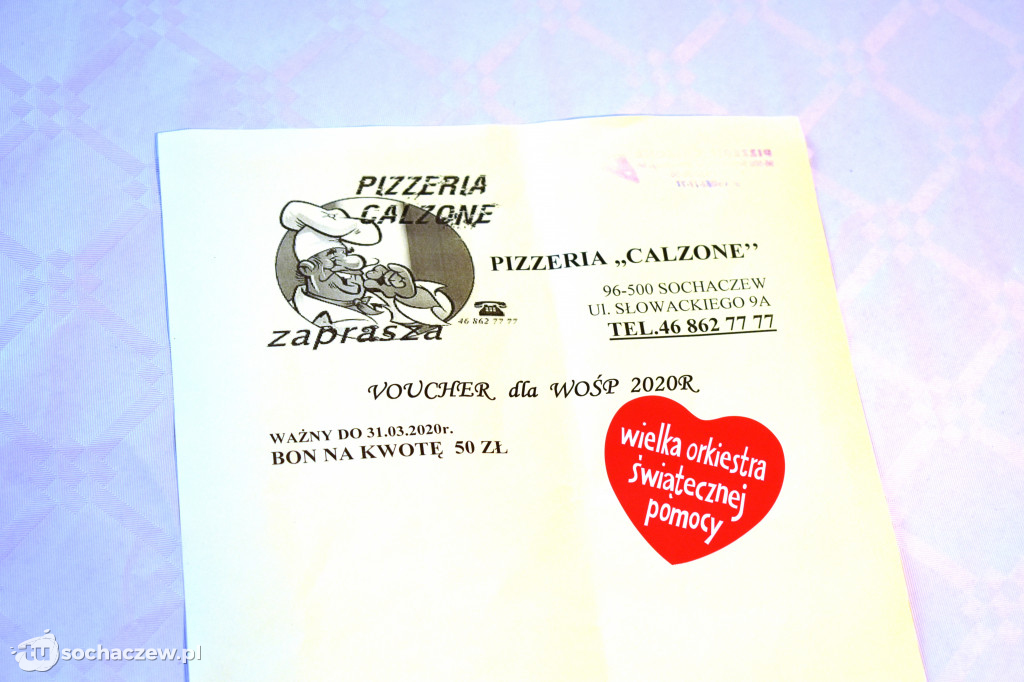 PIZZERIA
CALZONE
zaprasza
46 862 77 77
PIZZERIA „CALZONE”
96-500 SOCHACZEW
Ul. SŁOWACKIEGO 9A
TEL.46 862 77 77
VOUCHER dla WOŚP 2020R.
WAŻNY DO 31.03.2020r.
BON NA KWOTĘ 50 ZŁ
wielka orkiestra
świątecznej
pomocy
tu sochaczew.pl